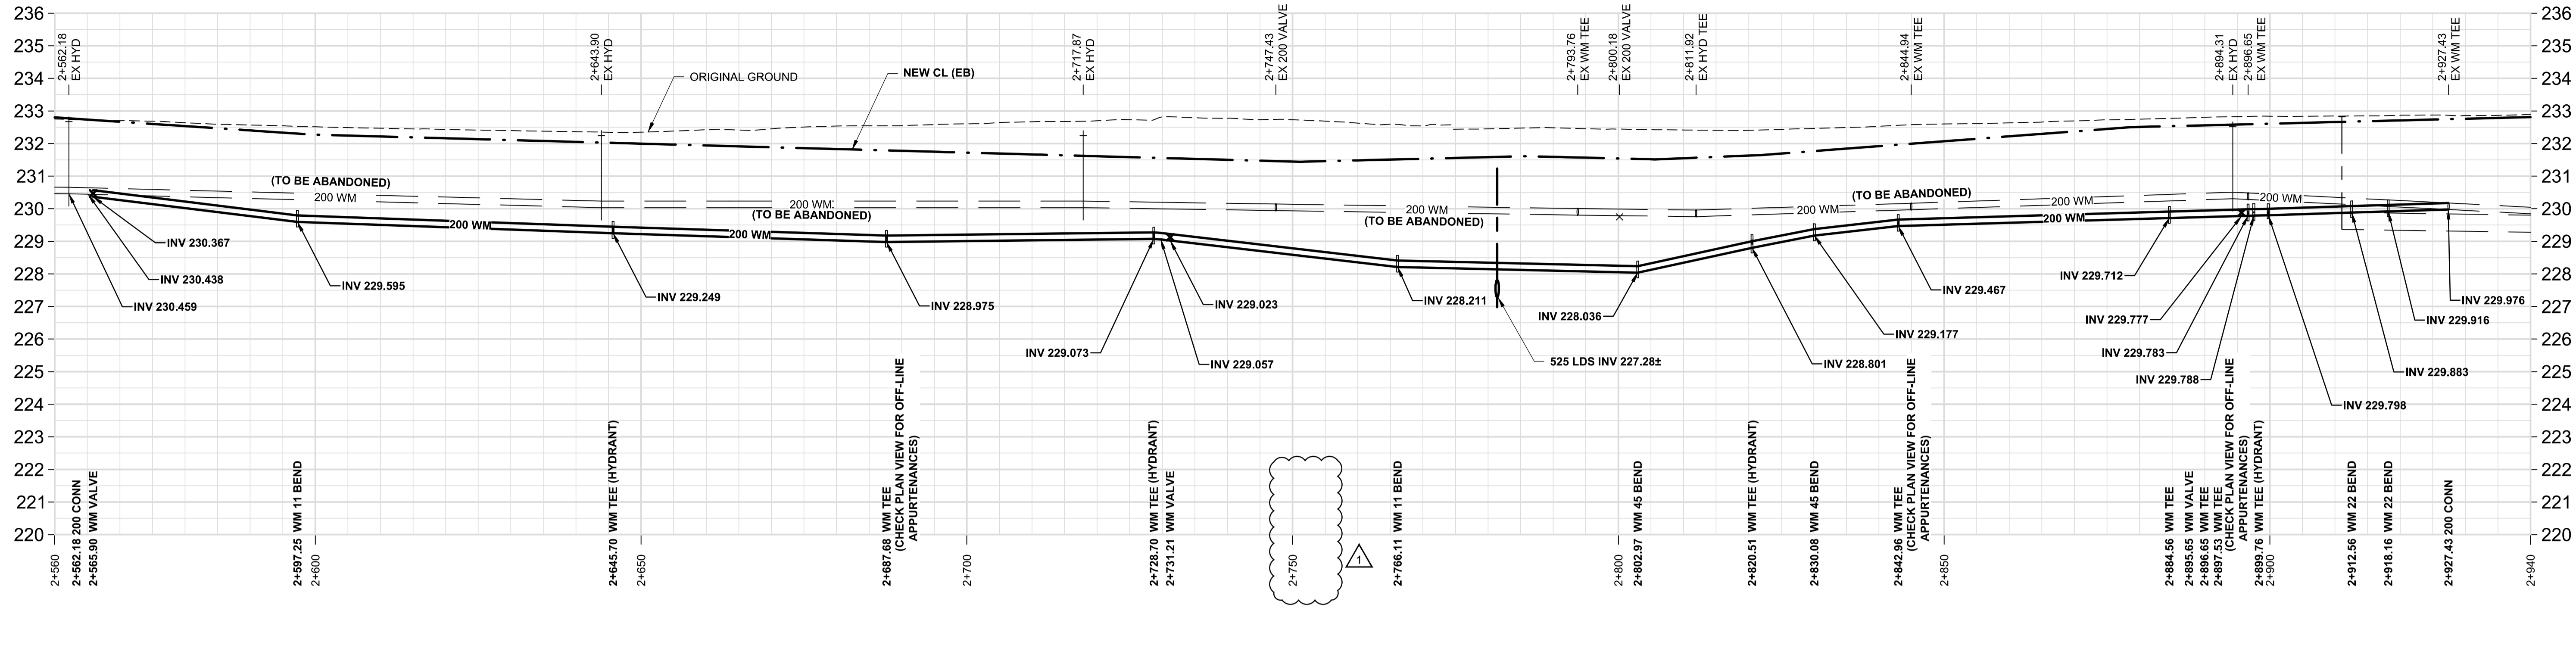 236
235
234
233
232
231
230
229
228
227
226
225
224
223
222
221
220
236
235
234
233
232
231
230
229
228
227
226
225
224
223
222
221
220
2+562.18
EX HYD
2+643.90
EX HYD
2+717.87
EX HYD
2+747.43
EX 200 VALVE
2+793.76
EX WM TEE
2+800.18
EX 200 VALVE
2+811.92
EX HYD TEE
2+844.94
EX WM TEE
2+894.31
EX HYD
2+896.65
EX WM TEE
2+927.43
EX WM TEE
ORIGINAL GROUND
NEW CL (EB)
(TO BE ABANDONED)
200 WM
200 WM
(TO BE ABANDONED)
200 WM
(TO BE ABANDONED)
(TO BE ABANDONED)
200 WM
200 WM
200 WM
200 WM
200 WM
200 WM
INV 230.367
INV 230.438
INV 230.459
INV 229.595
INV 229.249
INV 228.975
INV 229.073
INV 229.023
INV 229.057
INV 228.211
INV 228.036
525 LDS INV 227.28±
INV 228.801
INV 229.177
INV 229.467
INV 229.712
INV 229.777
INV 229.783
INV 229.788
INV 229.798
INV 229.883
INV 229.916
INV 229.976
2+560
2+562.18 200 CONN
2+565.90 WM VALVE
2+597.25 WM 11 BEND
2+600
2+645.70 WM TEE (HYDRANT)
2+650
2+687.68 WM TEE
(CHECK PLAN VIEW FOR OFF-LINE
APPURTENANCES)
2+700
2+728.70 WM TEE (HYDRANT)
2+731.21 WM VALVE
2+750
1
2+766.11 WM 11 BEND
2+800
2+802.97 WM 45 BEND
2+820.51 WM TEE (HYDRANT)
2+830.08 WM 45 BEND
2+842.96 WM TEE
(CHECK PLAN VIEW FOR OFF-LINE
APPURTENANCES)
2+850
2+884.56 WM TEE
2+895.65 WM VALVE
2+896.65 WM TEE
2+897.53 WM TEE
(CHECK PLAN VIEW FOR OFF-LINE
APPURTENANCES)
2+899.76 WM TEE (HYDRANT)
2+900
2+912.56 WM 22 BEND
2+918.16 WM 22 BEND
2+927.43 200 CONN
2+940